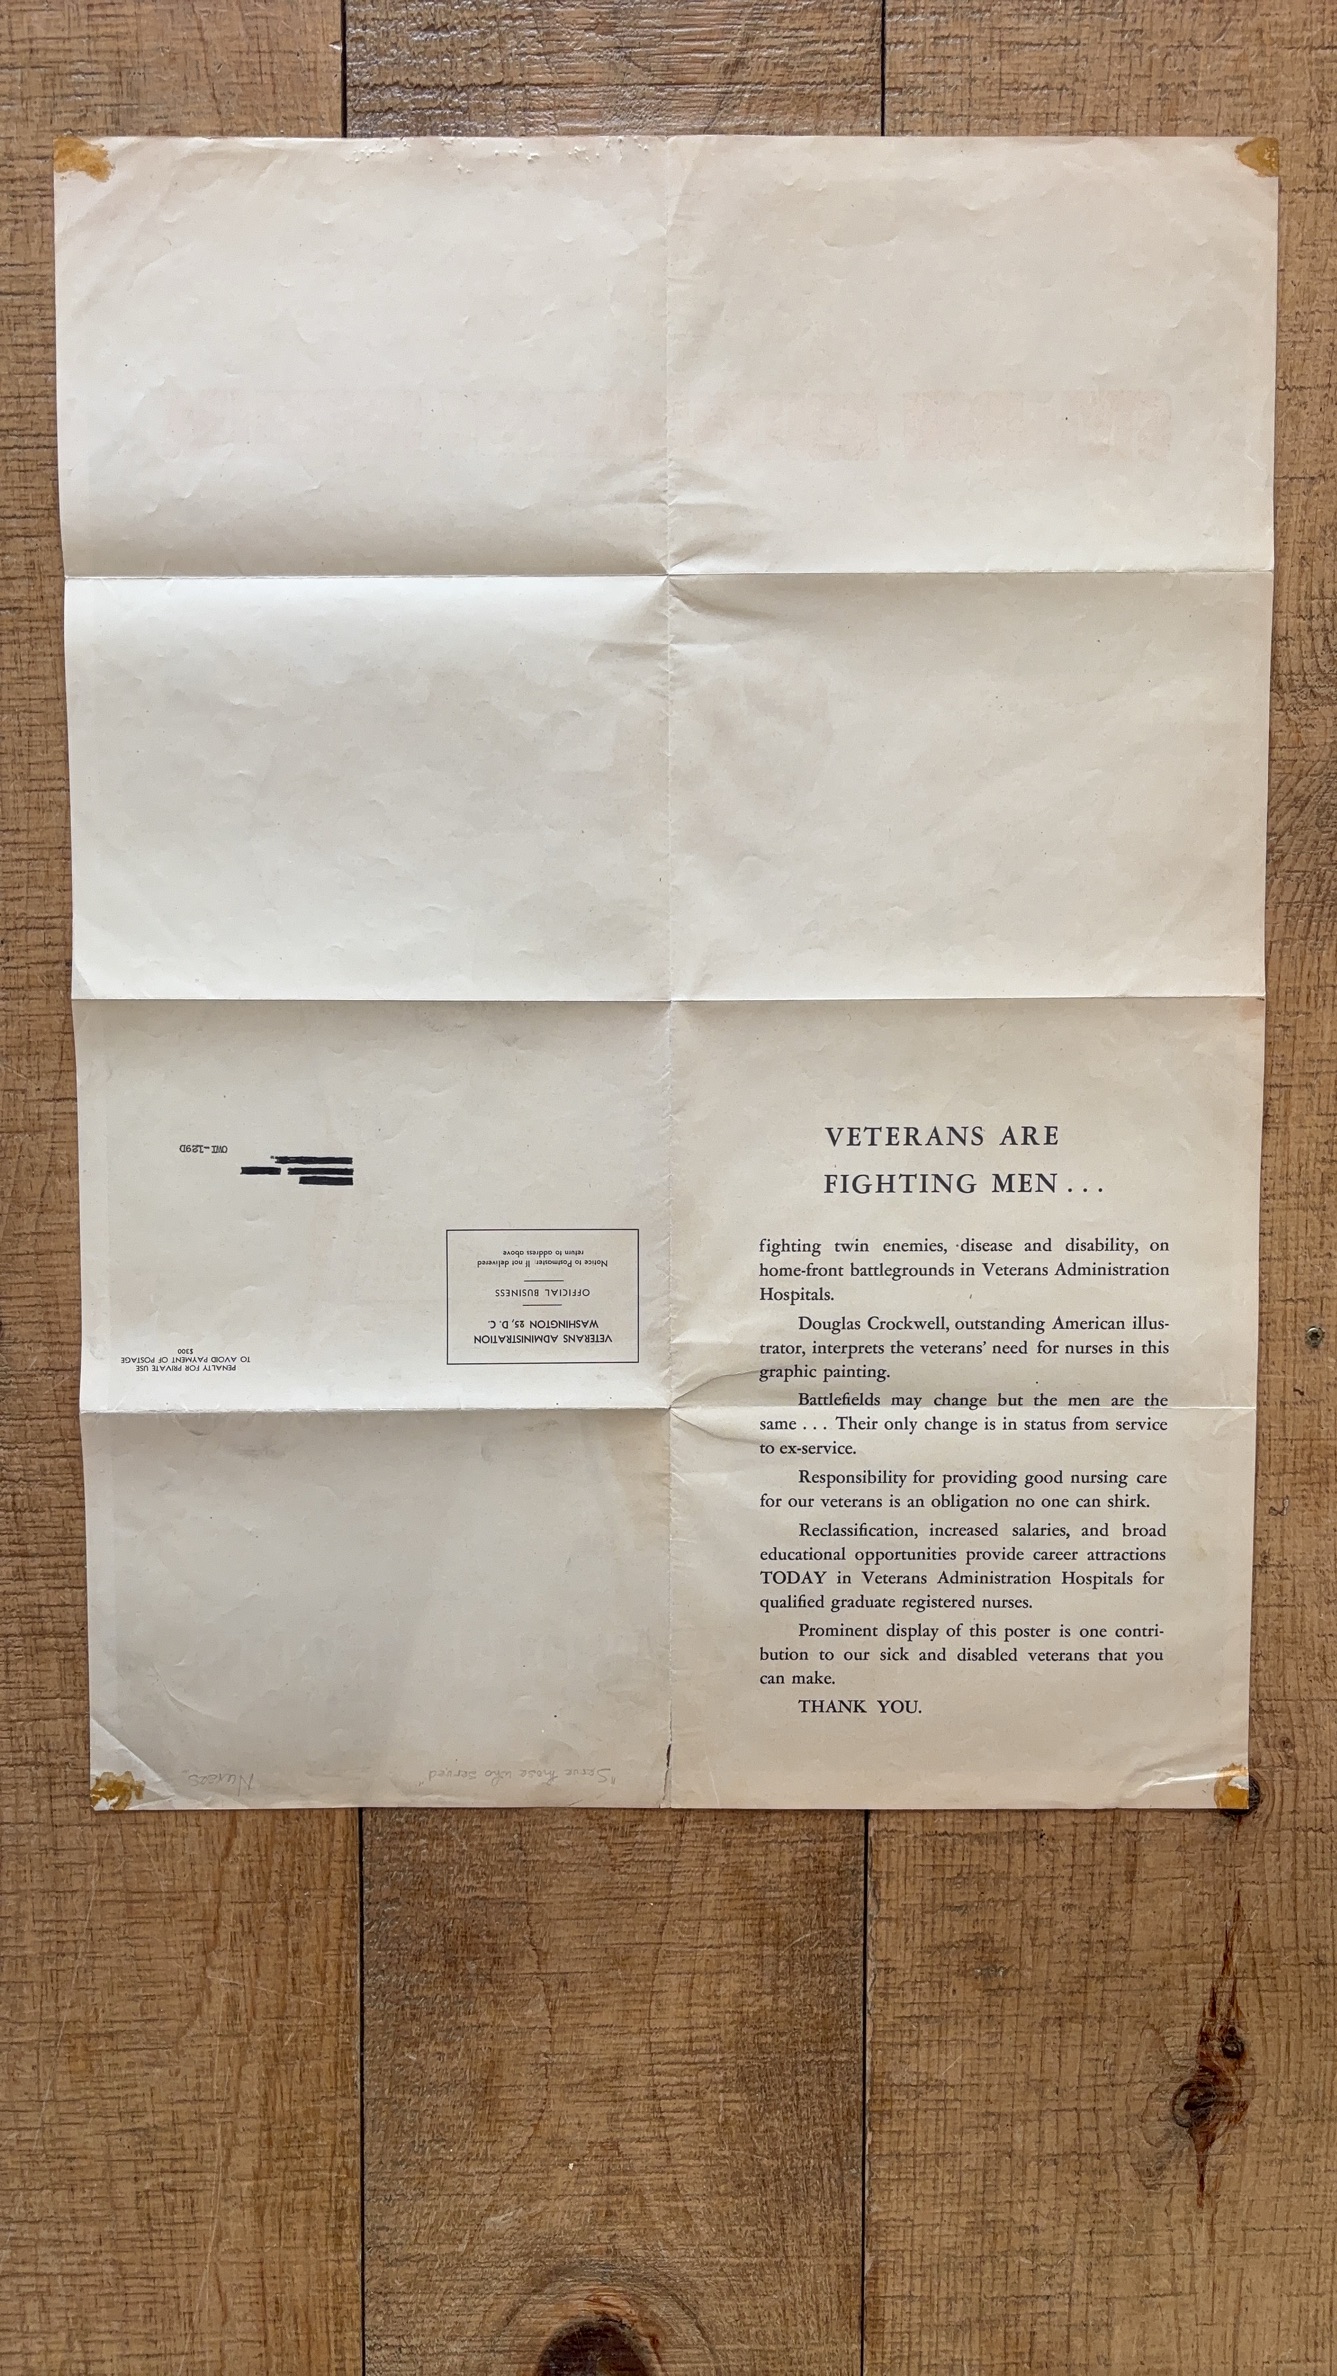 VETERANS ARE
FIGHTING MEN . . .
fighting twin enemies, disease and disability, on
home-front battlegrounds in Veterans Administration
Hospitals.
Douglas Crockwell, outstanding American illus-
trator, interprets the veterans' need for nurses in this
graphic painting.
Battlefields may change but the men are the
same . . . Their only change is in status from service
to ex-service.
Responsibility for providing good nursing care
for our veterans is an obligation no one can shirk.
Reclassification, increased salaries, and broad
educational opportunities provide career attractions
TODAY in Veterans Administration Hospitals for
qualified graduate registered nurses.
Prominent display of this poster is one contri-
bution to our sick and disabled veterans that you
can make.
THANK YOU.
"Serve those who served"
Nurses
VETERANS ADMINISTRATION
WASHINGTON 25, D. C.
OFFICIAL BUSINESS
Notice to Postmaster: If not delivered
return to address above
PENALTY FOR PRIVATE USE
TO AVOID PAYMENT OF POSTAGE
$300
OWI-129D